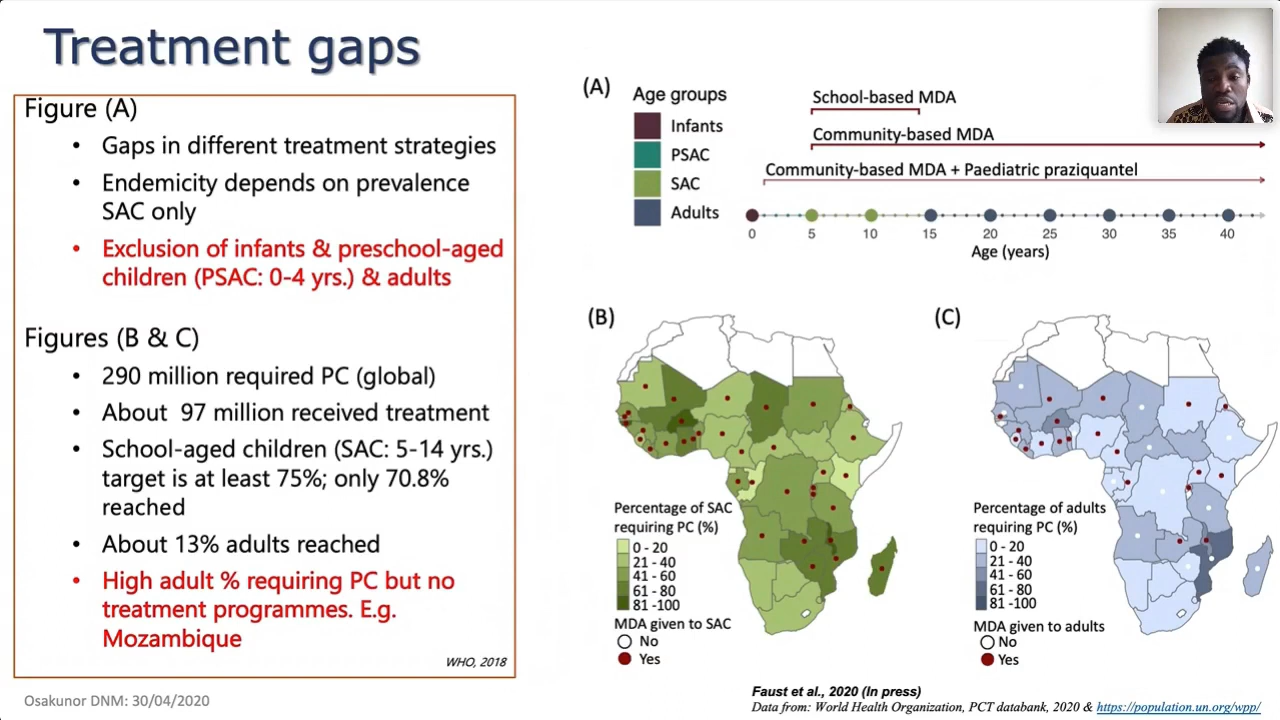 Treatment gaps
Figure (A)
• Gaps in different treatment strategies
• Endemicity depends on prevalence
SAC only
• Exclusion of infants & preschool-aged
children (PSAC: 0-4 yrs.) & adults
Figures (B & C)
• 290 million required PC (global)
• About 97 million received treatment
• School-aged children (SAC: 5-14 yrs.)
target is at least 75%; only 70.8%
reached
• About 13% adults reached
• High adult % requiring PC but no
treatment programmes. E.g.
Mozambique
WHO, 2018
Osakunor DNM: 30/04/2020
(A)
Age groups
Infants
PSAC
SAC
Adults
School-based MDA
Community-based MDA
Community-based MDA + Paediatric praziquantel
0 5 10 15 20 25 30 35 40
Age (years)
(B)
Percentage of SAC
requiring PC (%)
0 - 20
21 - 40
41 - 60
61 - 80
81 -100
MDA given to SAC
No
Yes
(C)
Percentage of adults
requiring PC (%)
0 - 20
21 - 40
41 - 60
61 - 80
81 -100
MDA given to adults
No
Yes
Faust et al., 2020 (In press)
Data from: World Health Organization, PCT databank, 2020 & https://population.un.org/wpp/